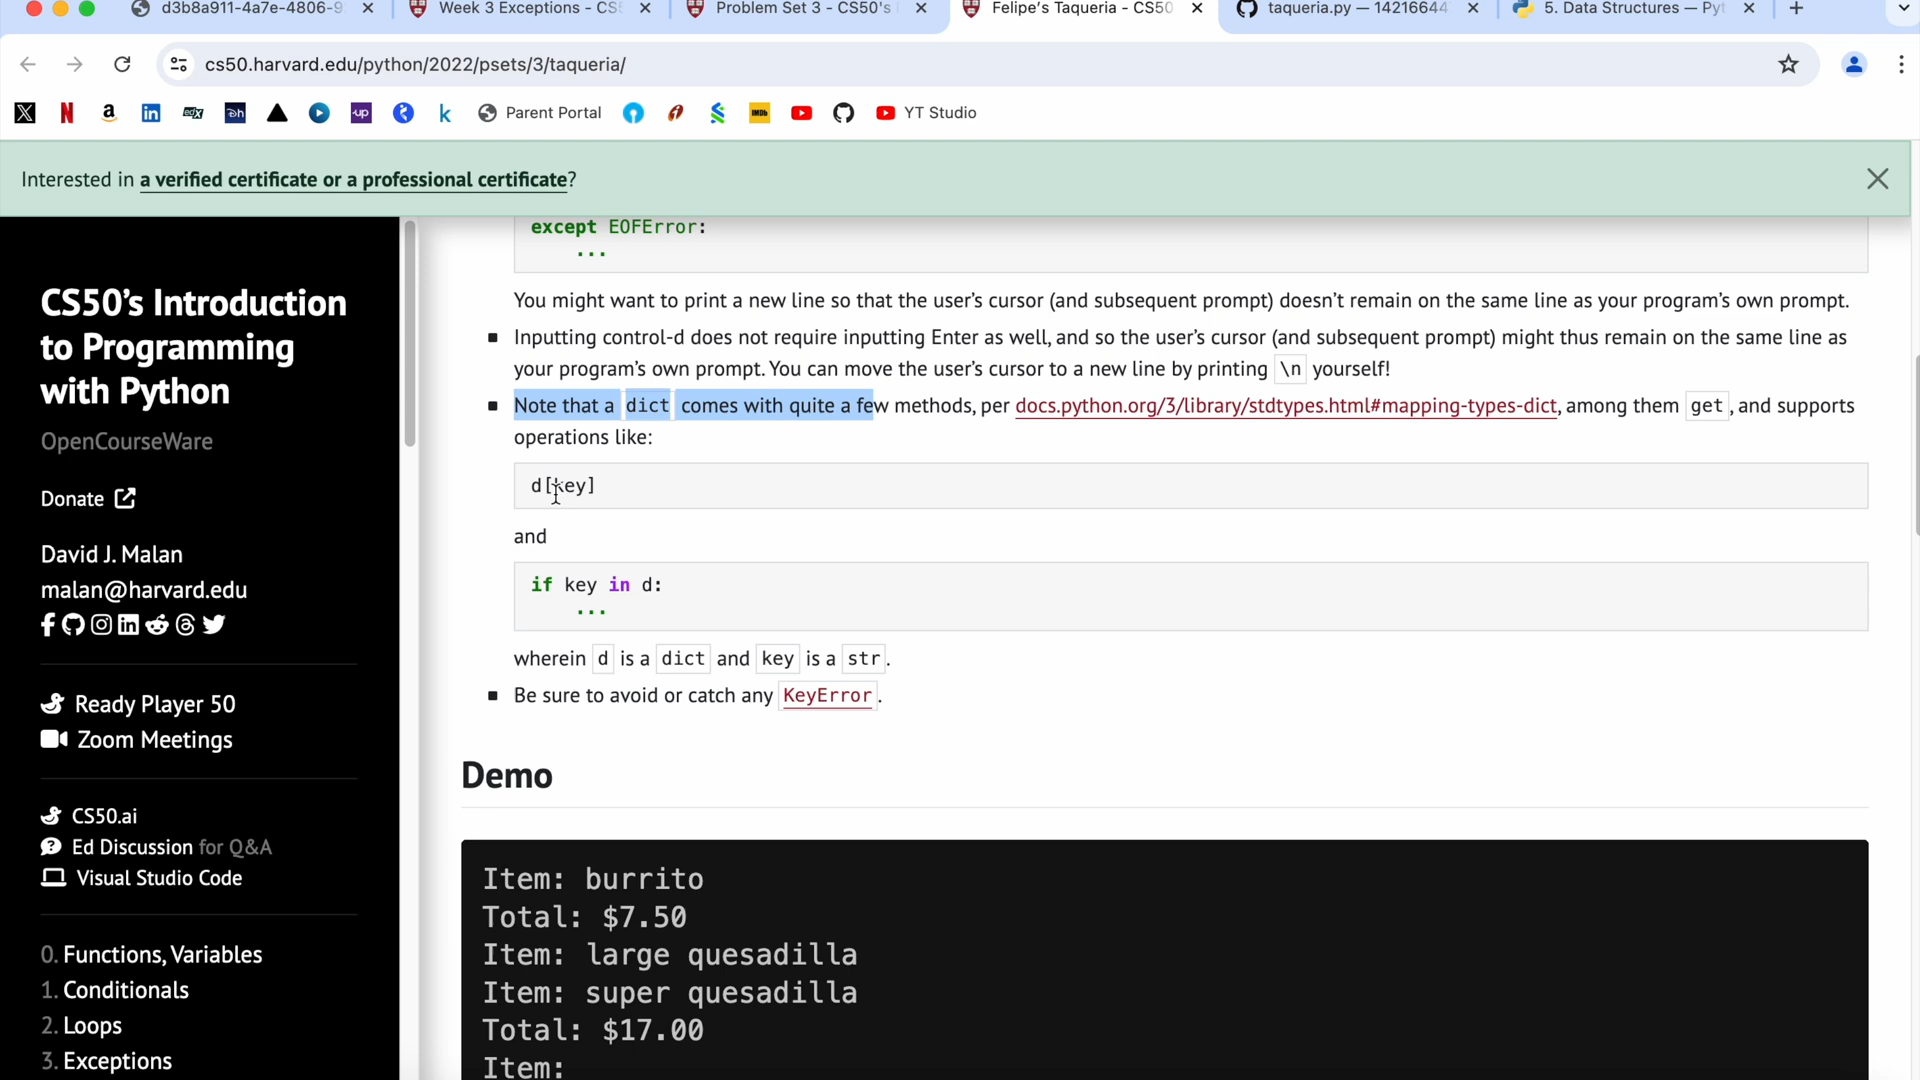 d3b8a911-4a7e-4806-9
Week 3 Exceptions - CS5
Problem Set 3 - CS50's
Felipe's Taqueria - CS50
taqueria.py — 14216644
5. Data Structures — Pyt
cs50.harvard.edu/python/2022/psets/3/taqueria/
X N a in edX Dh up k Parent Portal IMDb YT Studio
Interested in a verified certificate or a professional certificate?
CS50’s Introduction
to Programming
with Python
OpenCourseWare
Donate
David J. Malan
malan@harvard.edu
Ready Player 50
Zoom Meetings
CS50.ai
Ed Discussion for Q&A
Visual Studio Code
0. Functions, Variables
1. Conditionals
2. Loops
3. Exceptions
except EOFError:
...
You might want to print a new line so that the user’s cursor (and subsequent prompt) doesn’t remain on the same line as your program’s own prompt.
Inputting control-d does not require inputting Enter as well, and so the user’s cursor (and subsequent prompt) might thus remain on the same line as
your program’s own prompt. You can move the user’s cursor to a new line by printing \n yourself!
Note that a dict comes with quite a few methods, per docs.python.org/3/library/stdtypes.html#mapping-types-dict, among them get, and supports
operations like:
d[key]
and
if key in d:
...
wherein d is a dict and key is a str.
Be sure to avoid or catch any KeyError.
Demo
Item: burrito
Total: $7.50
Item: large quesadilla
Item: super quesadilla
Total: $17.00
Item: